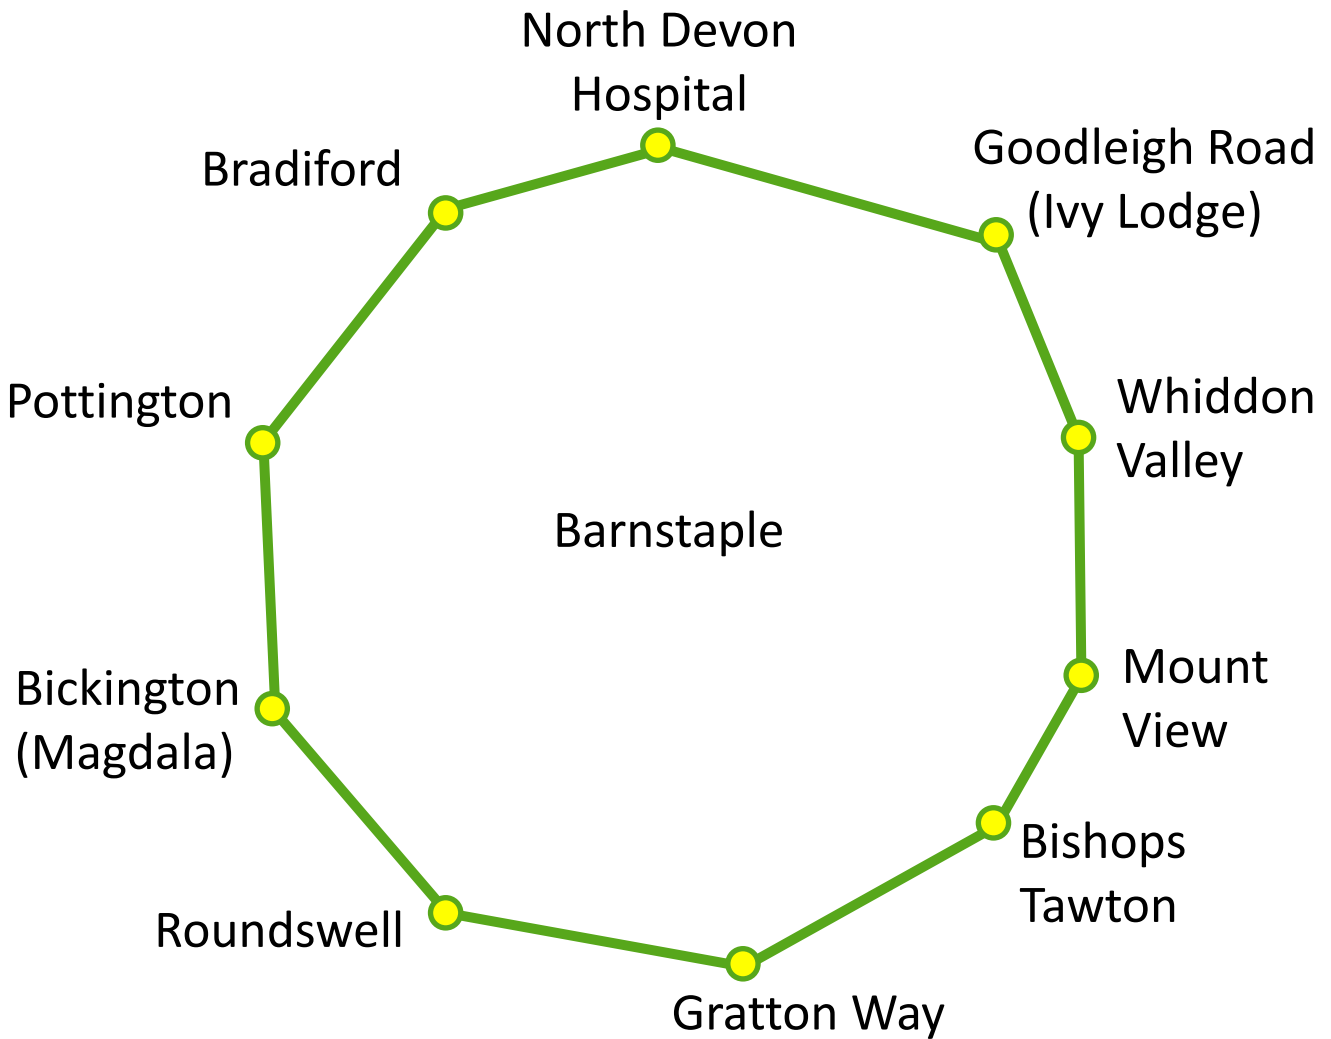 North Devon
Hospital
Goodleigh Road
(Ivy Lodge)
Bradiford
Pottington
Whiddon
Valley
Barnstaple
Bickington
(Magdala)
Mount
View
Bishops
Tawton
Roundswell
Gratton Way